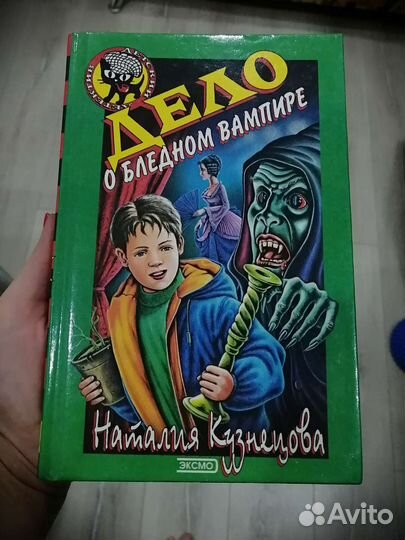 ДЕТСКИЙ ДЕТЕКТИВ
ДЕЛО
О БЛЕДНОМ ВАМПИРЕ
Наталия Кузнецова
ЭКСМО
Avito